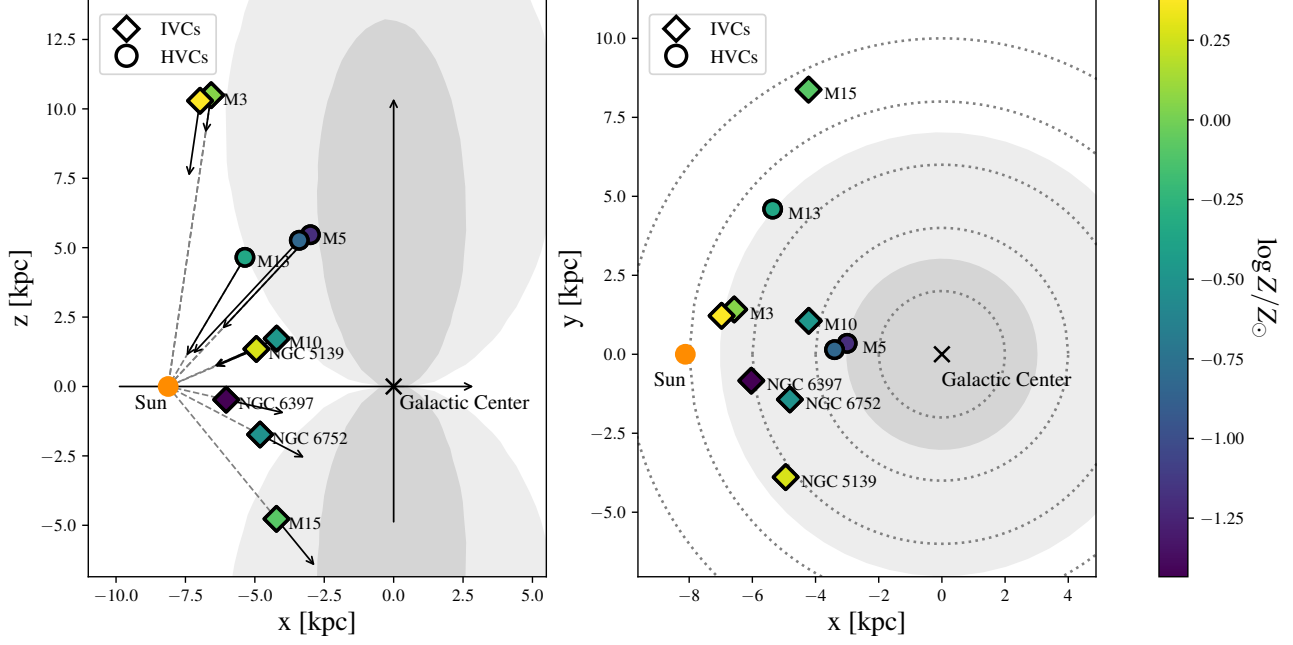 IVCs
HVCs
12.5
10.0
7.5
5.0
2.5
0.0
−2.5
−5.0
z [kpc]
M3
M5
M13
M10
NGC 5139
Sun
NGC 6397
Galactic Center
NGC 6752
M15
−10.0 −7.5 −5.0 −2.5 0.0 2.5
x [kpc]
IVCs
HVCs
10.0
7.5
5.0
2.5
0.0
−2.5
−5.0
y [kpc]
M15
M13
M3
M10
M5
Sun
Galactic Center
NGC 6397
NGC 6752
NGC 5139
−8 −6 −4 −2 0 2 4
x [kpc]
0.25
0.00
−0.25
−0.50
−0.75
−1.00
−1.25
log Z/Z⊙